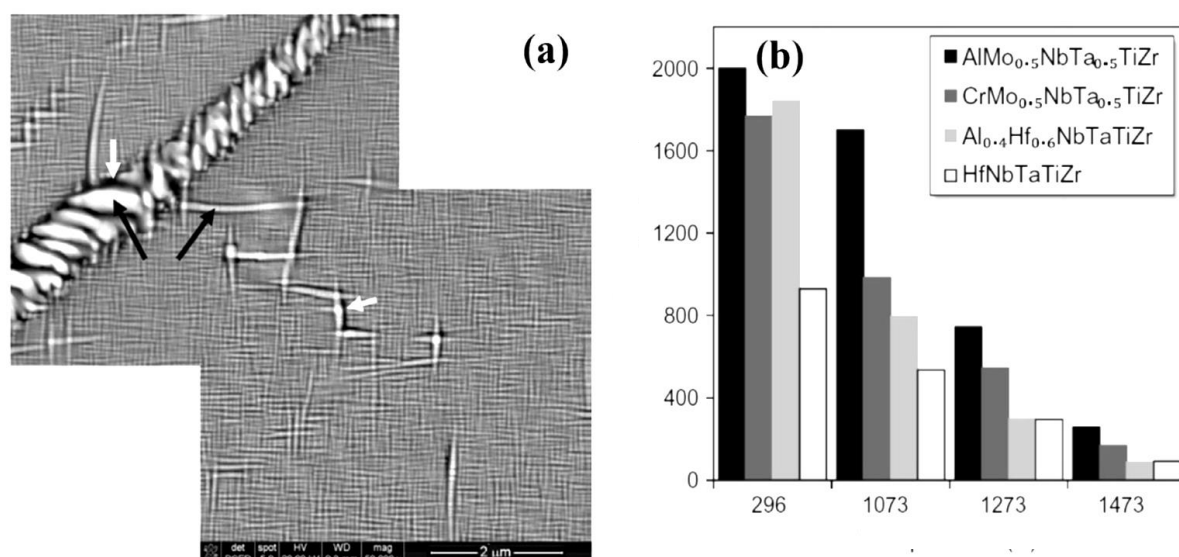 (a)
det spot HV WD mag
2 μm
(b)
AlMo₀.₅NbTa₀.₅TiZr
CrMo₀.₅NbTa₀.₅TiZr
Al₀.₄Hf₀.₆NbTaTiZr
HfNbTaTiZr
2000
1600
2000
800
400
0
296 1073 1273 1473